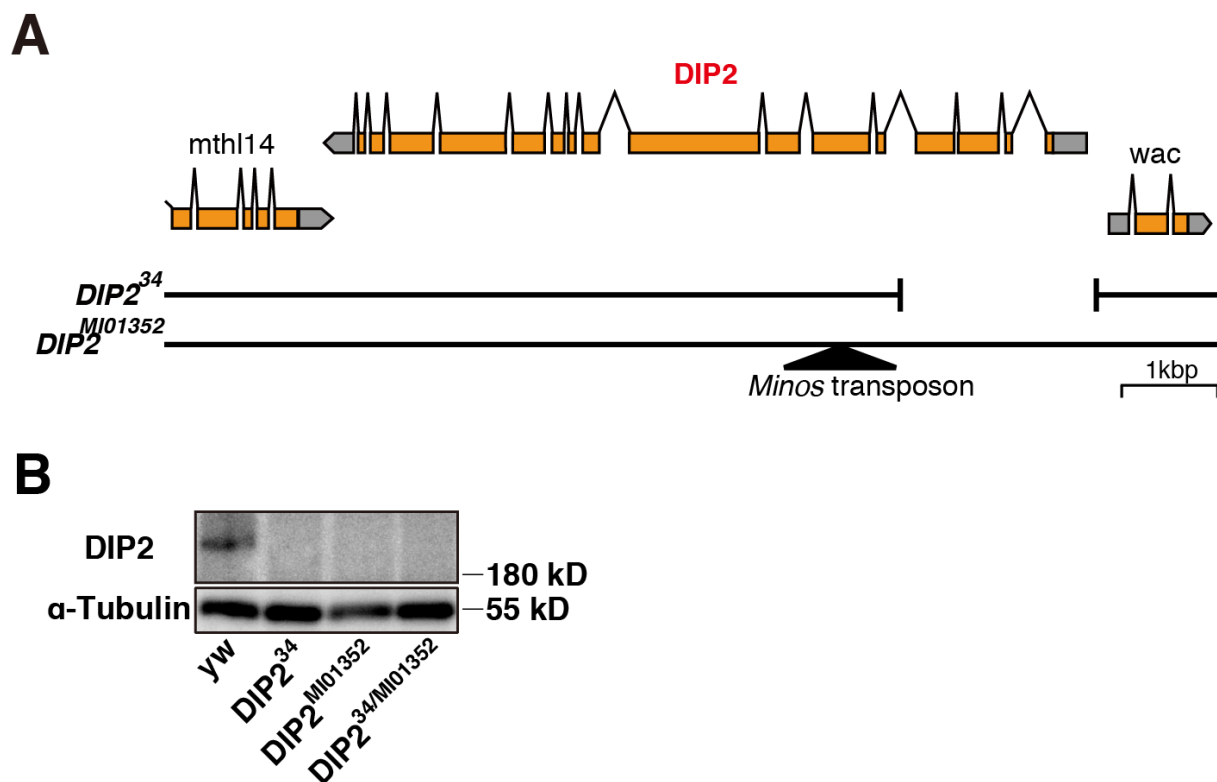 A
DIP2
mthl14
wac
DIP2^34
DIP2^MI01352
Minos transposon
1kbp
B
DIP2
180 kD
α-Tubulin
55 kD
yw
DIP2^34
DIP2^MI01352
DIP2^34/MI01352